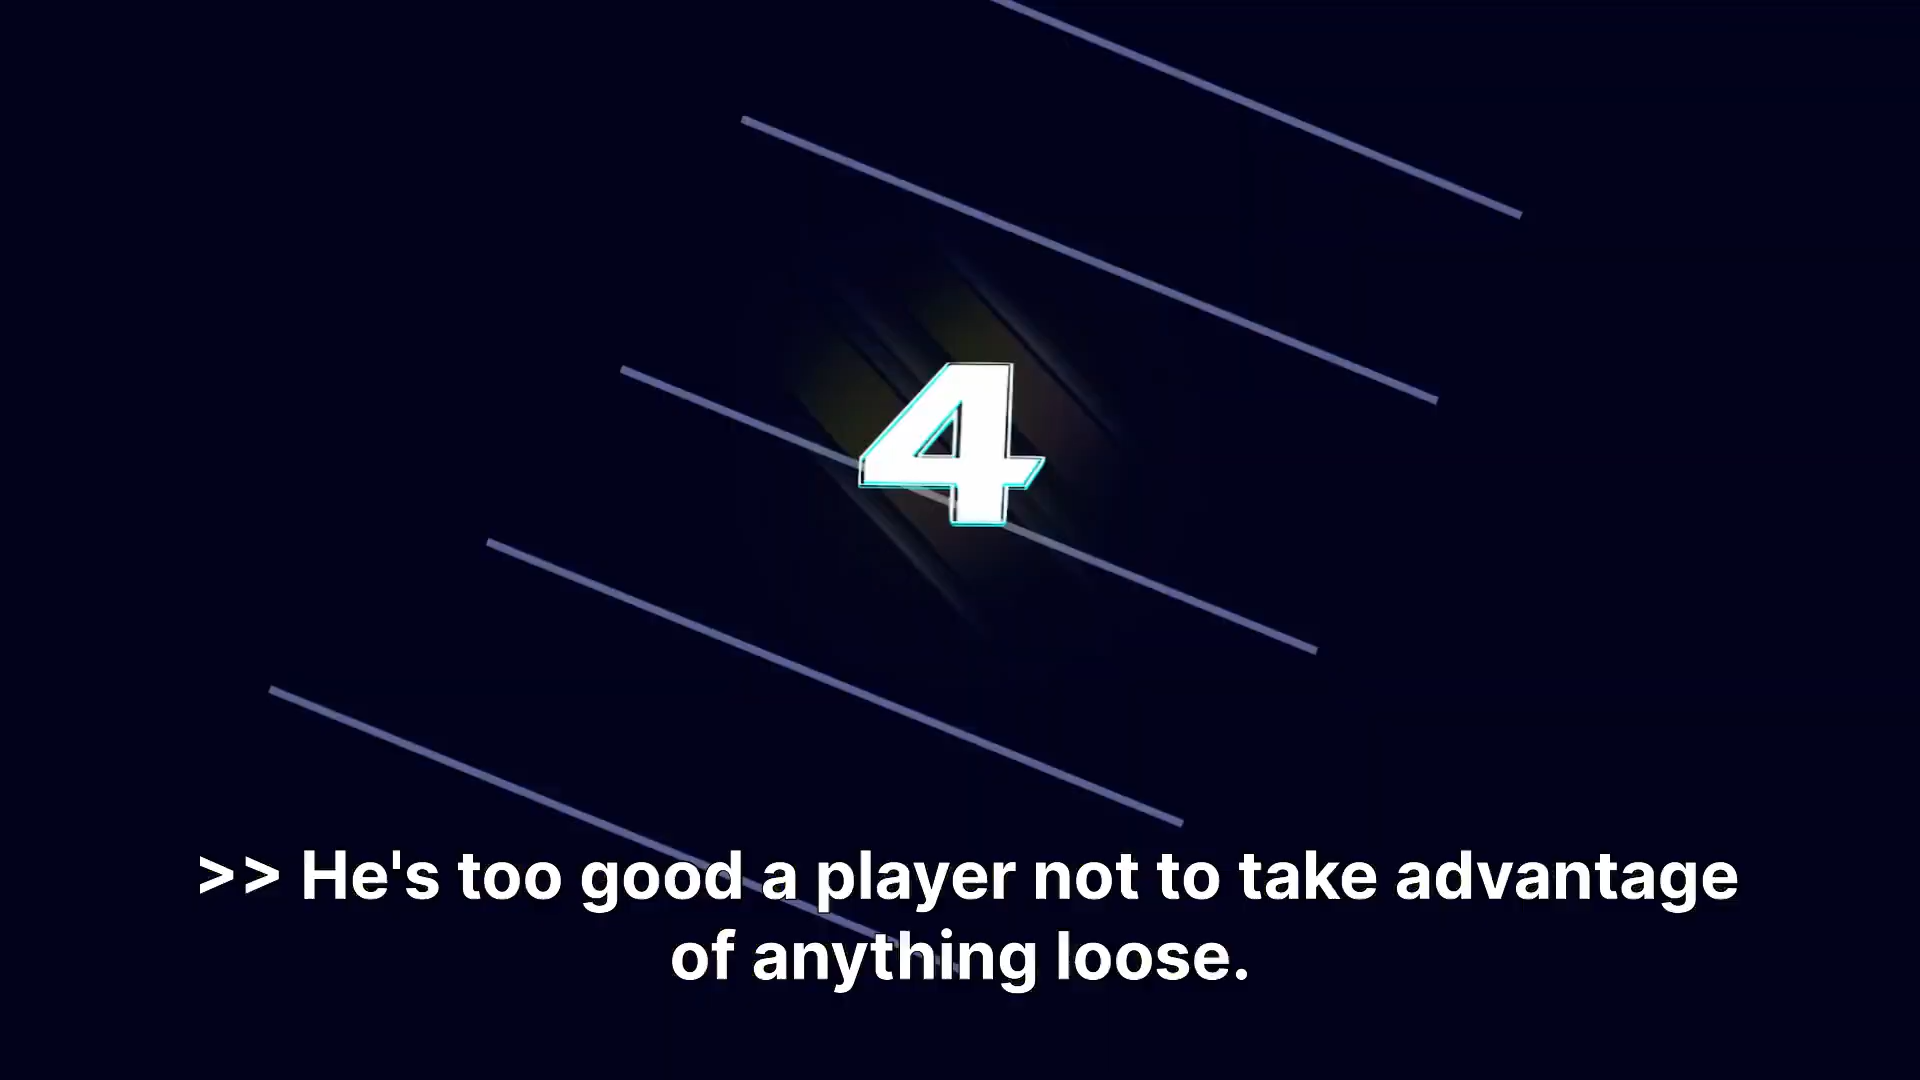 4
>> He's too good a player not to take advantage
of anything loose.